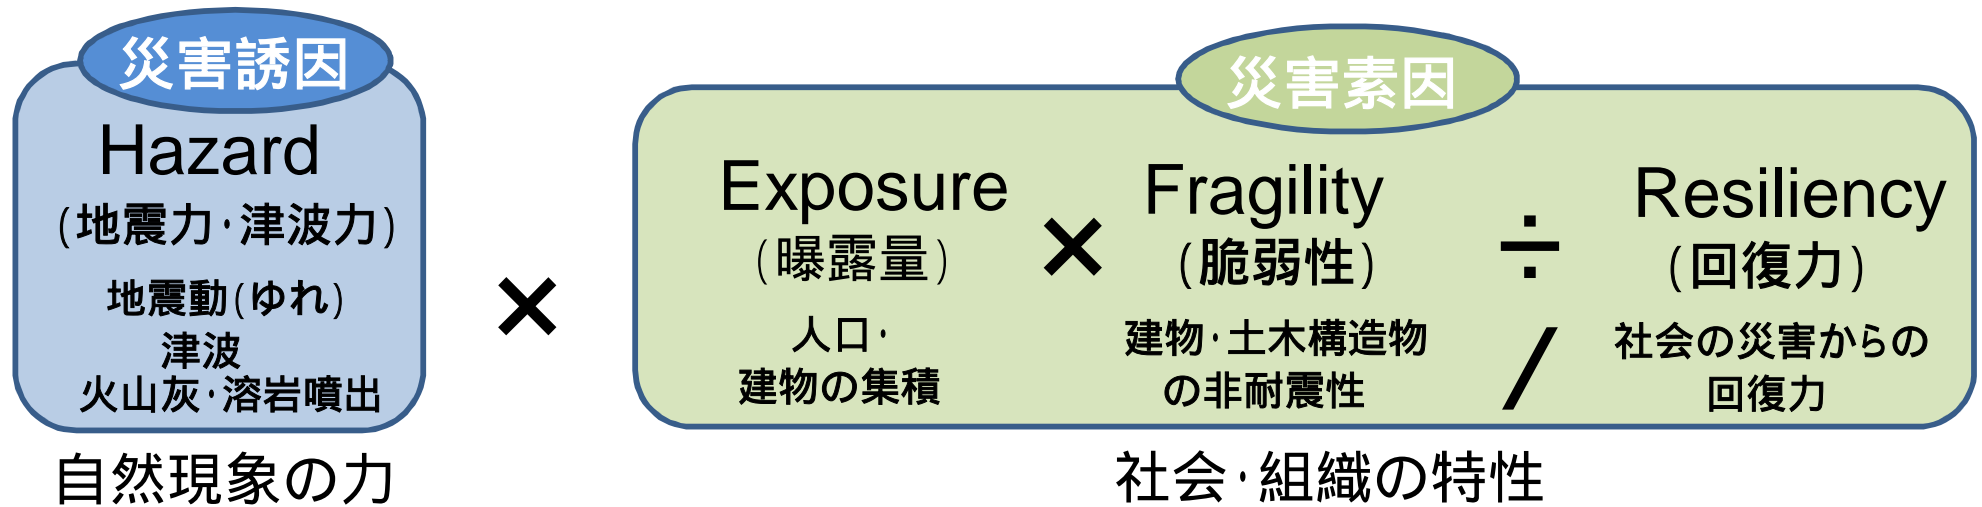 災害誘因
Hazard
(地震力・津波力)
地震動(ゆれ)
津波
火山灰・溶岩噴出
自然現象の力
×
災害素因
Exposure
(曝露量)
人口・
建物の集積
×
Fragility
(脆弱性)
建物・土木構造物
の非耐震性
÷
/
Resiliency
(回復力)
社会の災害からの
回復力
社会・組織の特性